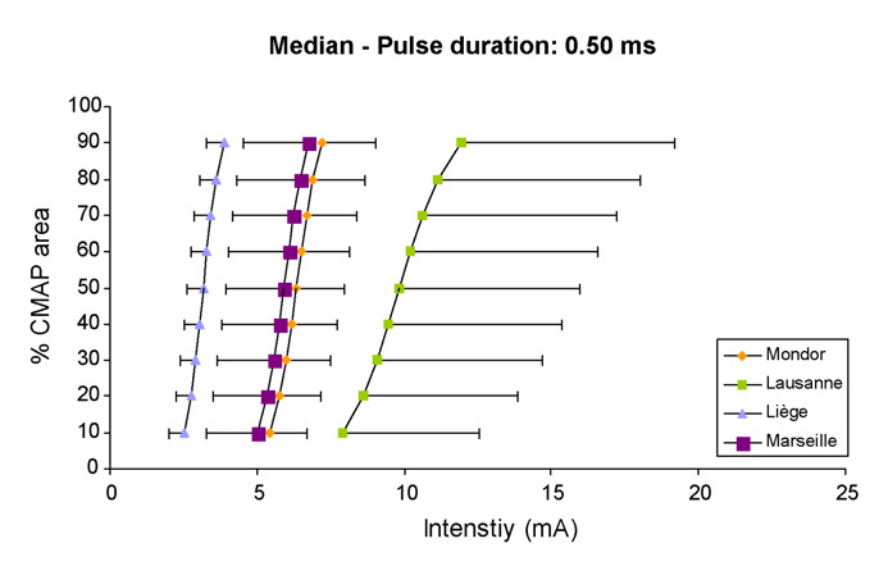 Median - Pulse duration: 0.50 ms
100
90
80
70
60
50
40
30
20
10
0
% CMAP area
0 5 10 15 20 25
Intenstiy (mA)
Mondor
Lausanne
Liège
Marseille